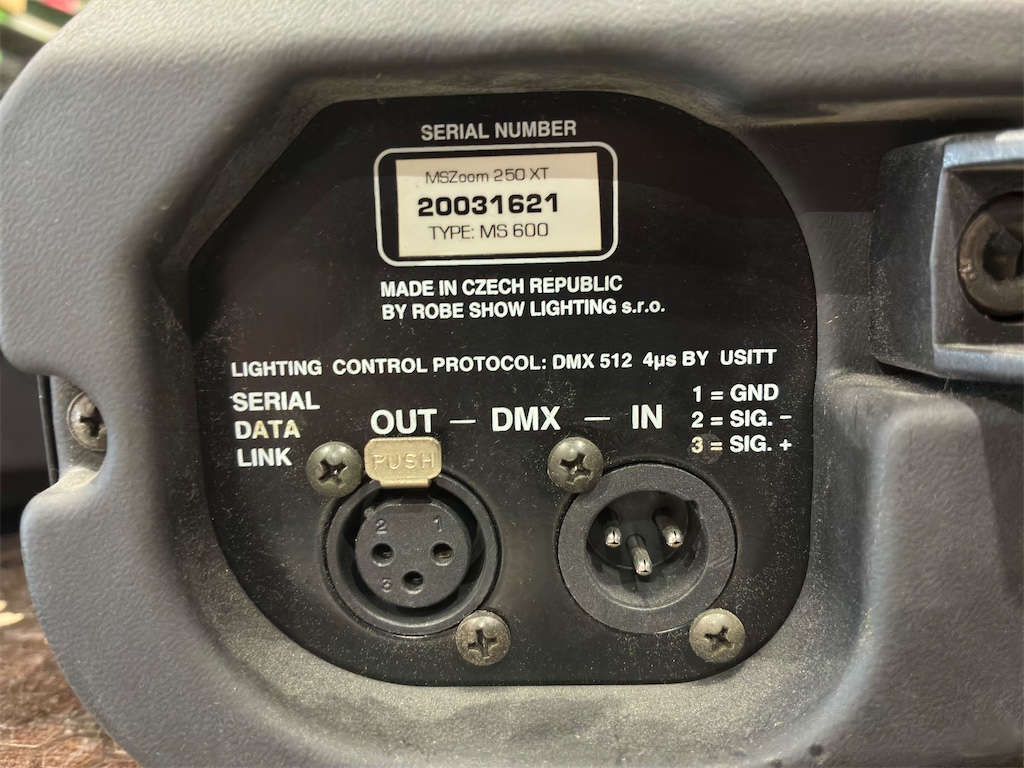 SERIAL NUMBER
MSZoom 250 XT
20031621
TYPE: MS 600
MADE IN CZECH REPUBLIC
BY ROBE SHOW LIGHTING s.r.o.
LIGHTING CONTROL PROTOCOL: DMX 512 4µs BY USITT
SERIAL
DATA
LINK
OUT — DMX — IN
1 = GND
2 = SIG. −
3 = SIG. +
PUSH
2 1
3